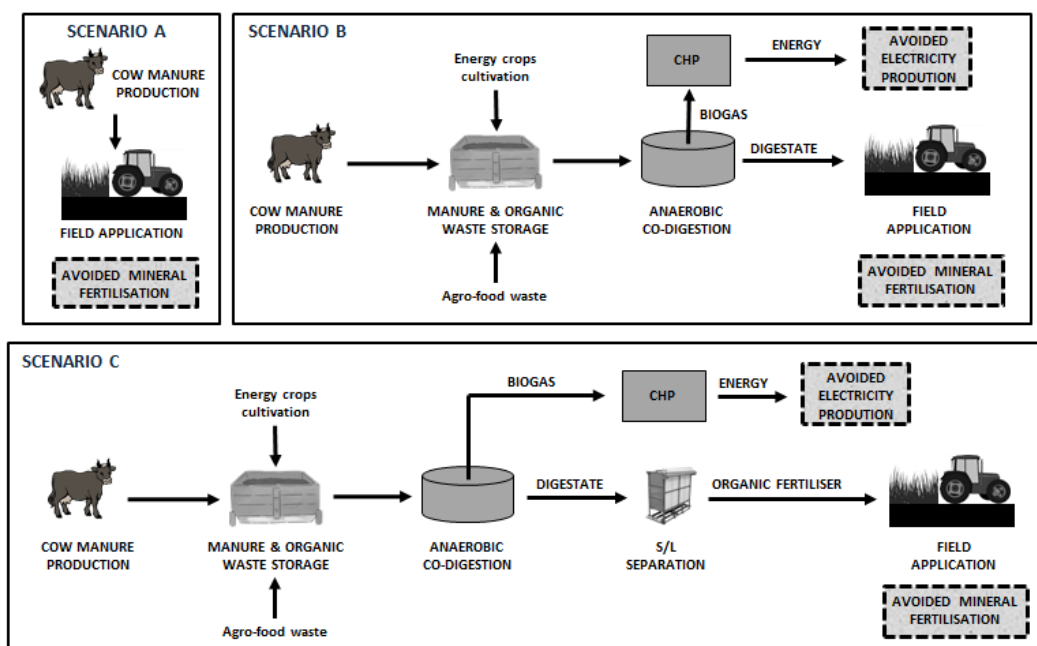 SCENARIO A
COW MANURE
PRODUCTION
FIELD APPLICATION
AVOIDED MINERAL
FERTILISATION
SCENARIO B
Energy crops
cultivation
COW MANURE
PRODUCTION
MANURE & ORGANIC
WASTE STORAGE
Agro-food waste
CHP
BIOGAS
ENERGY
AVOIDED
ELECTRICITY
PRODUTION
ANAEROBIC
CO-DIGESTION
DIGESTATE
FIELD
APPLICATION
AVOIDED MINERAL
FERTILISATION
SCENARIO C
Energy crops
cultivation
COW MANURE
PRODUCTION
MANURE & ORGANIC
WASTE STORAGE
Agro-food waste
BIOGAS
CHP
ENERGY
AVOIDED
ELECTRICITY
PRODUTION
ANAEROBIC
CO-DIGESTION
DIGESTATE
S/L
SEPARATION
ORGANIC FERTILISER
FIELD
APPLICATION
AVOIDED MINERAL
FERTILISATION